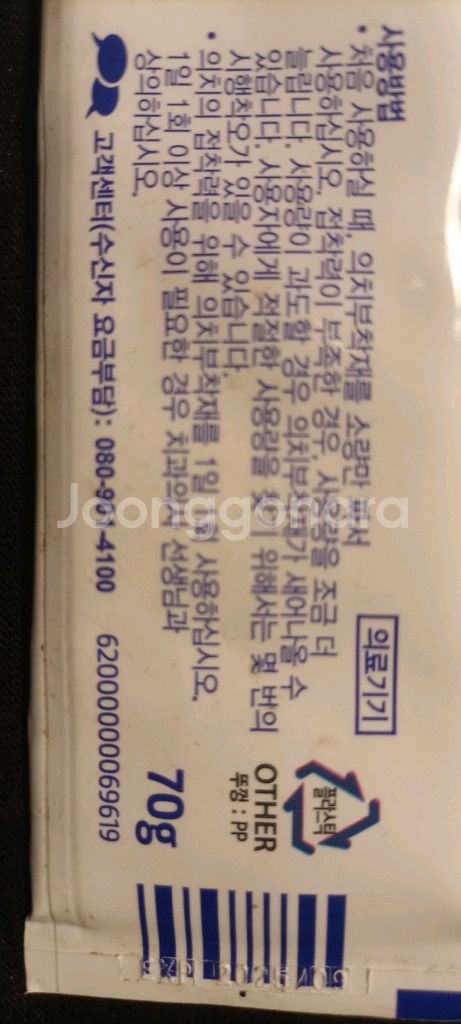 사용방법
• 처음 사용하실 때, 의치부착재를 소량만 짜서
사용하십시오. 접착력이 부족한 경우, 사용량을 조금 더
늘립니다. 사용량이 과도할 경우 의치부착재가 새어나올 수
있습니다. 사용자에게 적절한 사용량을 찾기 위해서는 몇 번의
시행착오가 있을 수 있습니다.
• 의치의 접착력을 위해 의치부착재를 1일 1회 사용하십시오.
1일 1회 이상 사용이 필요한 경우 치과의사 선생님과
상의하십시오.
고객센터(수신자 요금부담): 080-901-4100
62000000069619
의료기기
플라스틱
OTHER
뚜껑 : PP
70g
Joonggonara